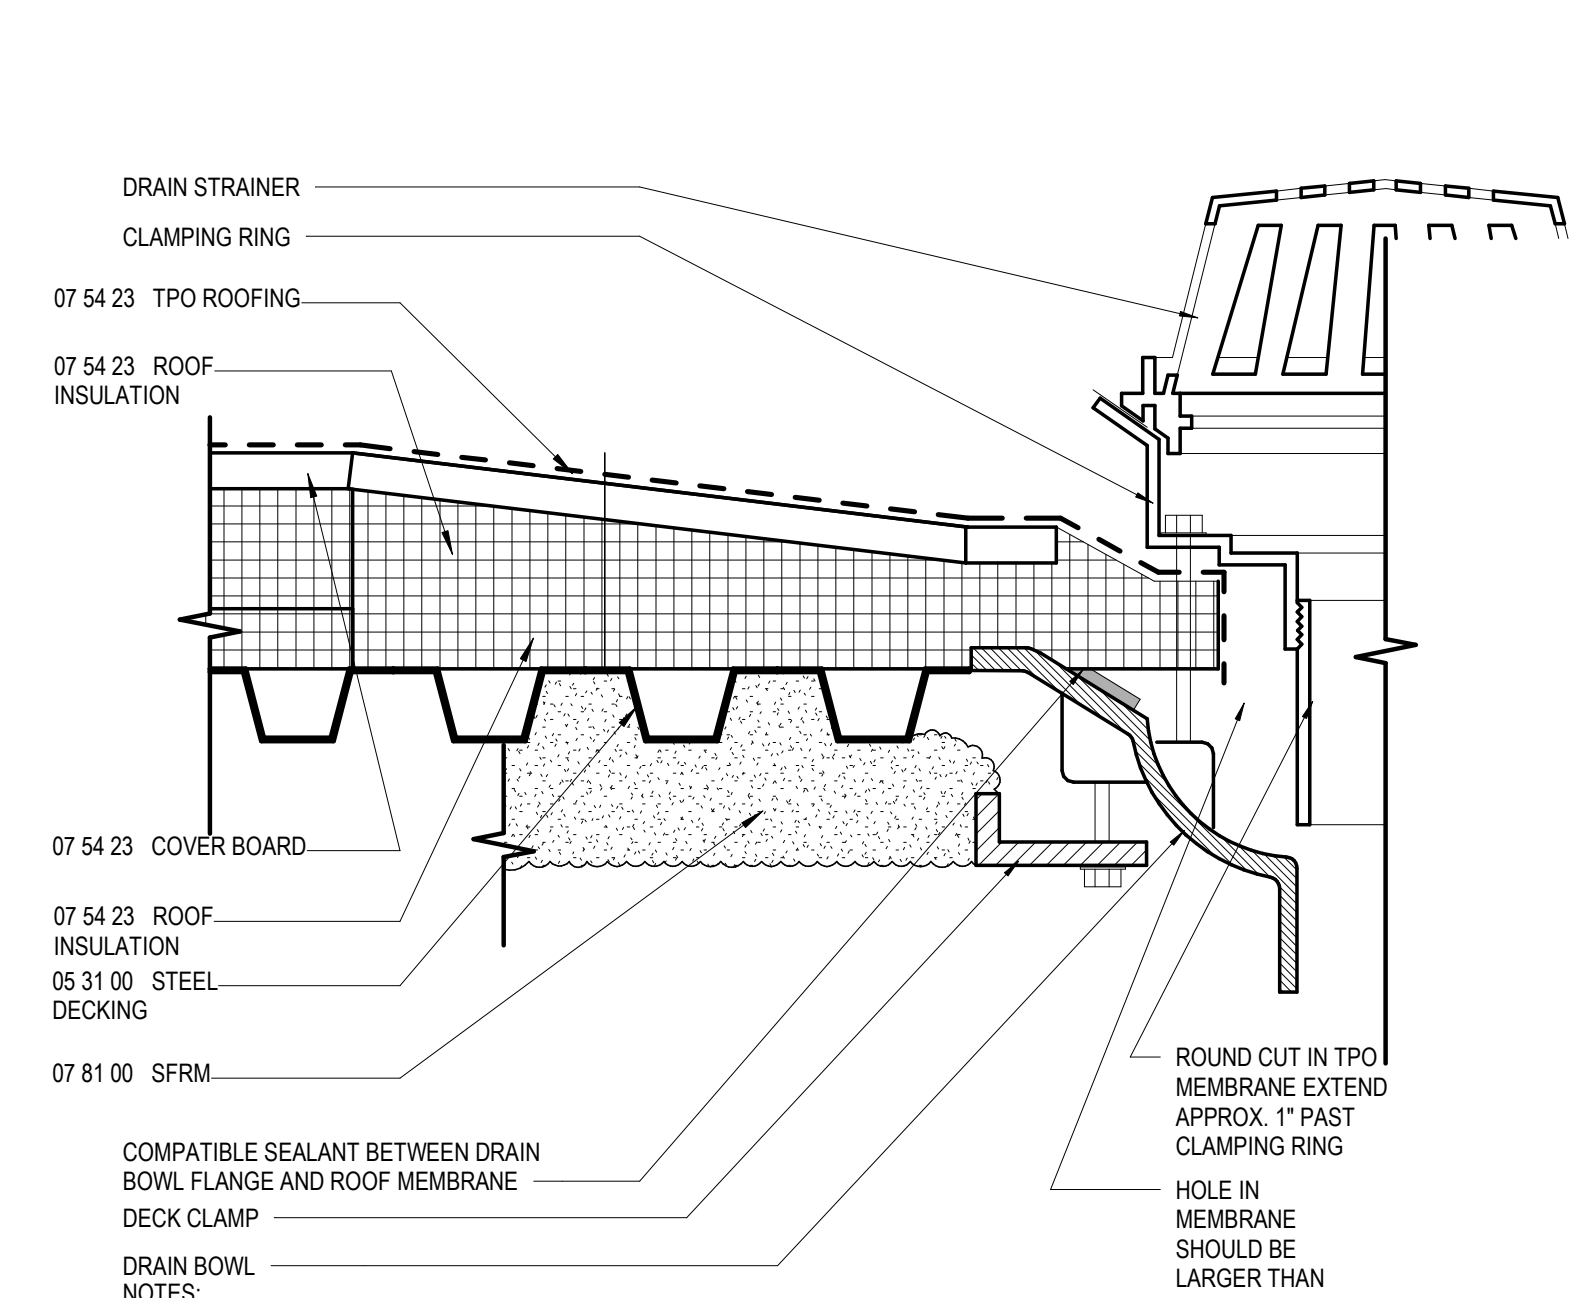 DRAIN STRAINER
CLAMPING RING
07 54 23 TPO ROOFING
07 54 23 ROOF
INSULATION
07 54 23 COVER BOARD
07 54 23 ROOF
INSULATION
05 31 00 STEEL
DECKING
07 81 00 SFRM
COMPATIBLE SEALANT BETWEEN DRAIN
BOWL FLANGE AND ROOF MEMBRANE
DECK CLAMP
DRAIN BOWL
NOTES:
ROUND CUT IN TPO
MEMBRANE EXTEND
APPROX. 1" PAST
CLAMPING RING
HOLE IN
MEMBRANE
SHOULD BE
LARGER THAN